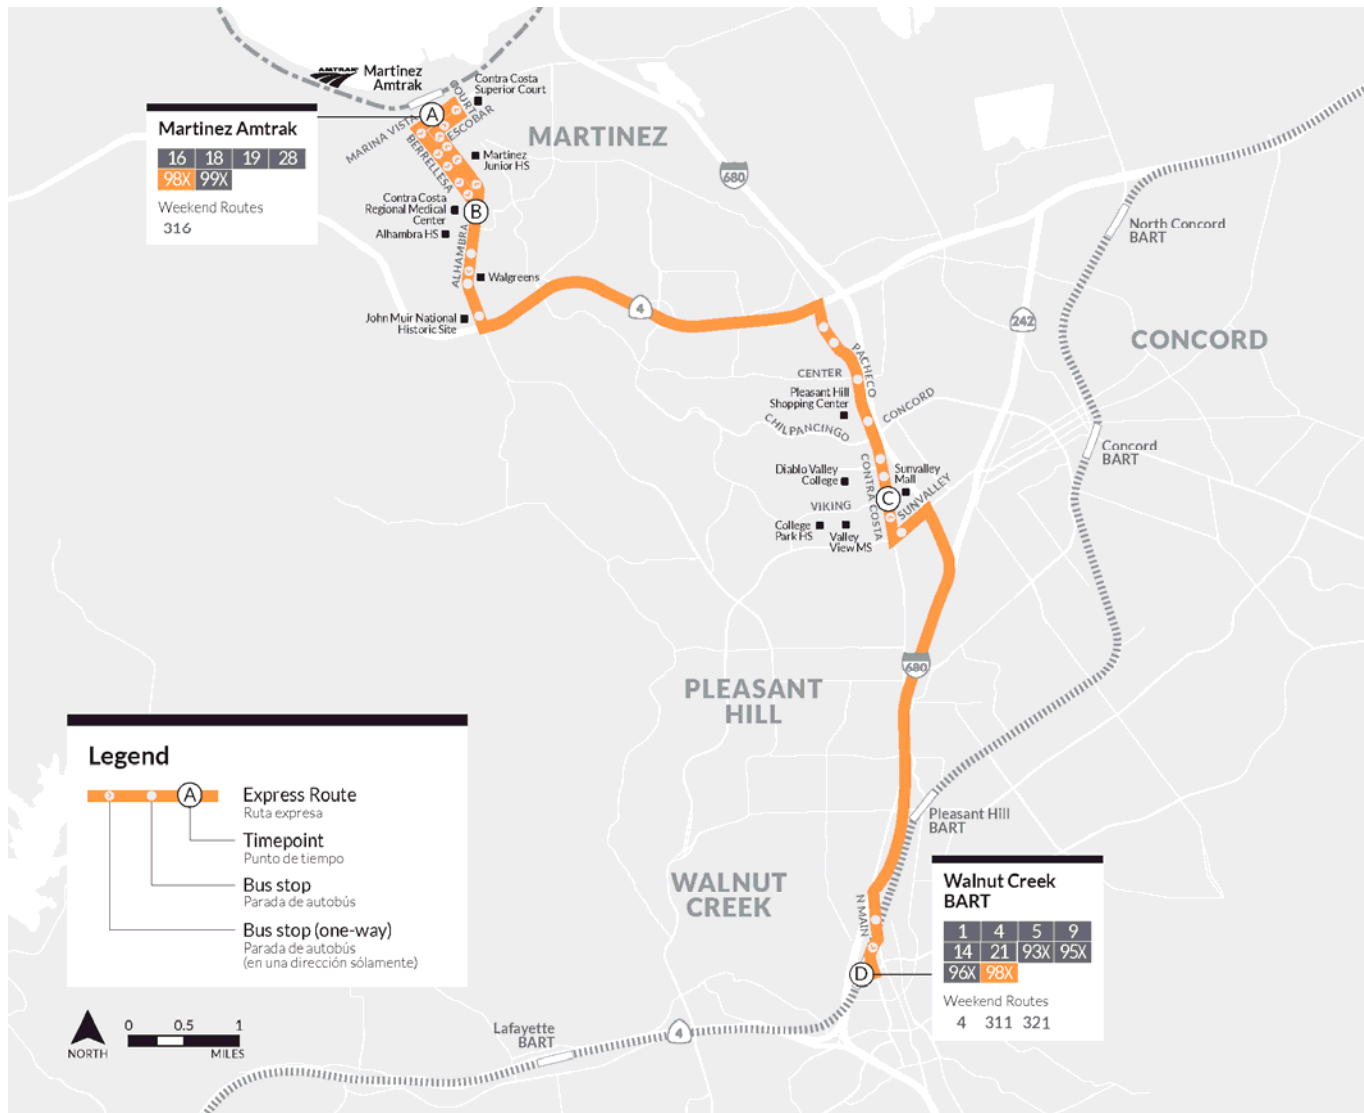 AMTRAK
Martinez
Amtrak
Contra Costa
Superior Court
COURT
ESCOBAR
MARINA VISTA
A
BERRELLESA
Martinez Amtrak
16 18 19 28
98X 99X
Weekend Routes
316
MARTINEZ
Martinez
Junior HS
680
Contra Costa
Regional Medical
Center
B
Alhambra HS
ALHAMBRA
Walgreens
John Muir National
Historic Site
4
North Concord
BART
242
CONCORD
PACHECO
CENTER
Pleasant Hill
Shopping Center
CONCORD
CHILPANCINGO
Concord
BART
Diablo Valley
College
CONTRA COSTA
Sunvalley
Mall
C
SUNVALLEY
VIKING
College
Park HS
Valley
View MS
680
PLEASANT
HILL
Legend
A
Express Route
Ruta expresa
Timepoint
Punto de tiempo
Bus stop
Parada de autobús
Bus stop (one-way)
Parada de autobús
(en una dirección sólamente)
Pleasant Hill
BART
WALNUT
CREEK
N MAIN
D
Walnut Creek
BART
1 4 5 9
14 21 93X 95X
96X 98X
Weekend Routes
4 311 321
NORTH
0 0.5 1
MILES
Lafayette
BART
4